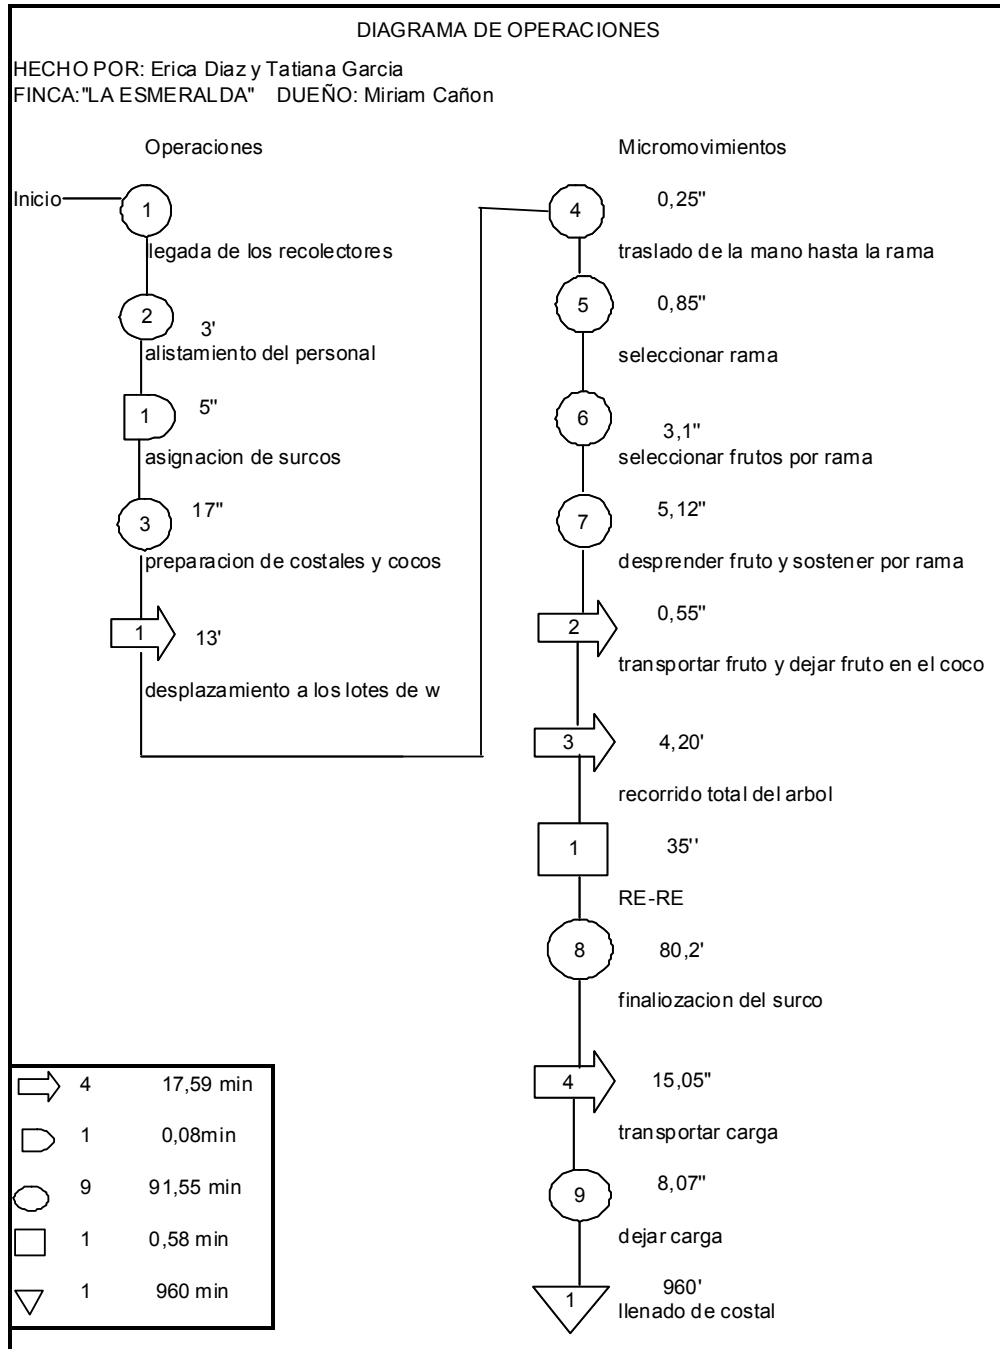 DIAGRAMA DE OPERACIONES
HECHO POR: Erica Diaz y Tatiana Garcia
FINCA:"LA ESMERALDA" DUEÑO: Miriam Cañon
Operaciones
Inicio
1
legada de los recolectores
2
3'
alistamiento del personal
1
5"
asignacion de surcos
3
17"
preparacion de costales y cocos
1
13'
desplazamiento a los lotes de w
Micromovimientos
4
0,25"
traslado de la mano hasta la rama
5
0,85"
seleccionar rama
6
3,1"
seleccionar frutos por rama
7
5,12"
desprender fruto y sostener por rama
2
0,55"
transportar fruto y dejar fruto en el coco
3
4,20'
recorrido total del arbol
1
35''
RE-RE
8
80,2'
finaliozacion del surco
4
15,05"
transportar carga
9
8,07"
dejar carga
1
960'
llenado de costal
4 17,59 min
1 0,08min
9 91,55 min
1 0,58 min
1 960 min